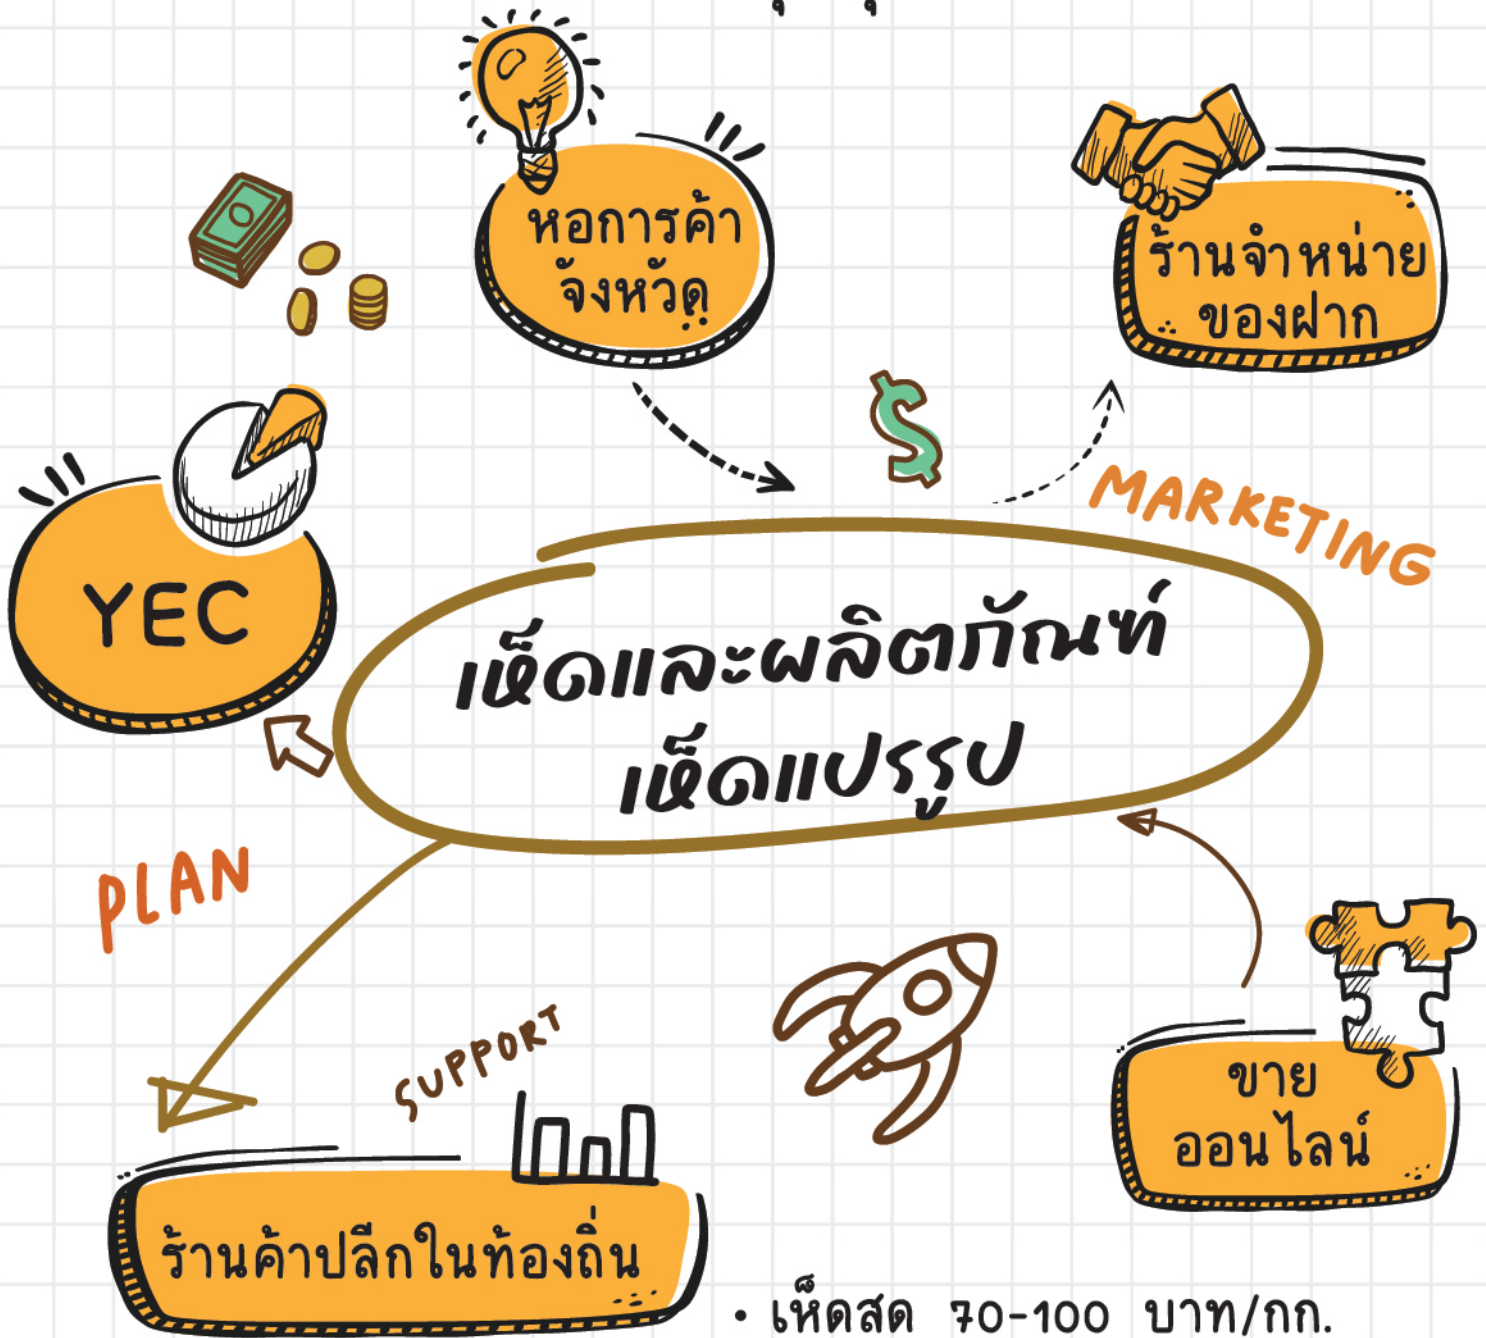 หอการค้า
จังหวัด
ร้านจำหน่าย
ของฝาก
MARKETING
YEC
เห็ดและผลิตภัณฑ์
เห็ดแปรรูป
PLAN
SUPPORT
ขาย
ออนไลน์
ร้านค้าปลีกในท้องถิ่น
• เห็ดสด 70-100 บาท/กก.